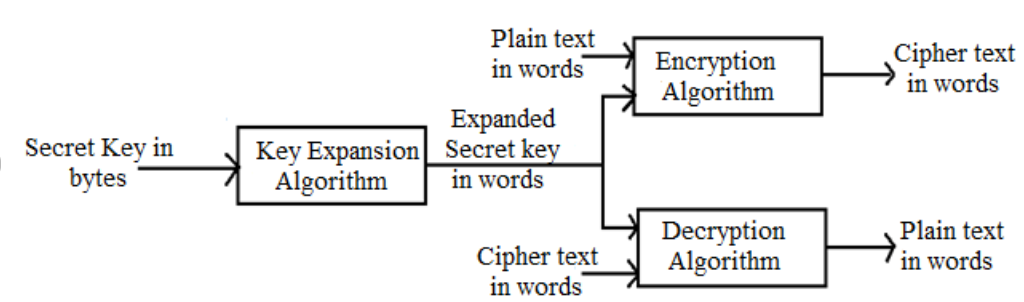 Plain text
in words
Encryption
Algorithm
Cipher text
in words
Secret Key in
bytes
Key Expansion
Algorithm
Expanded
Secret key
in words
Cipher text
in words
Decryption
Algorithm
Plain text
in words